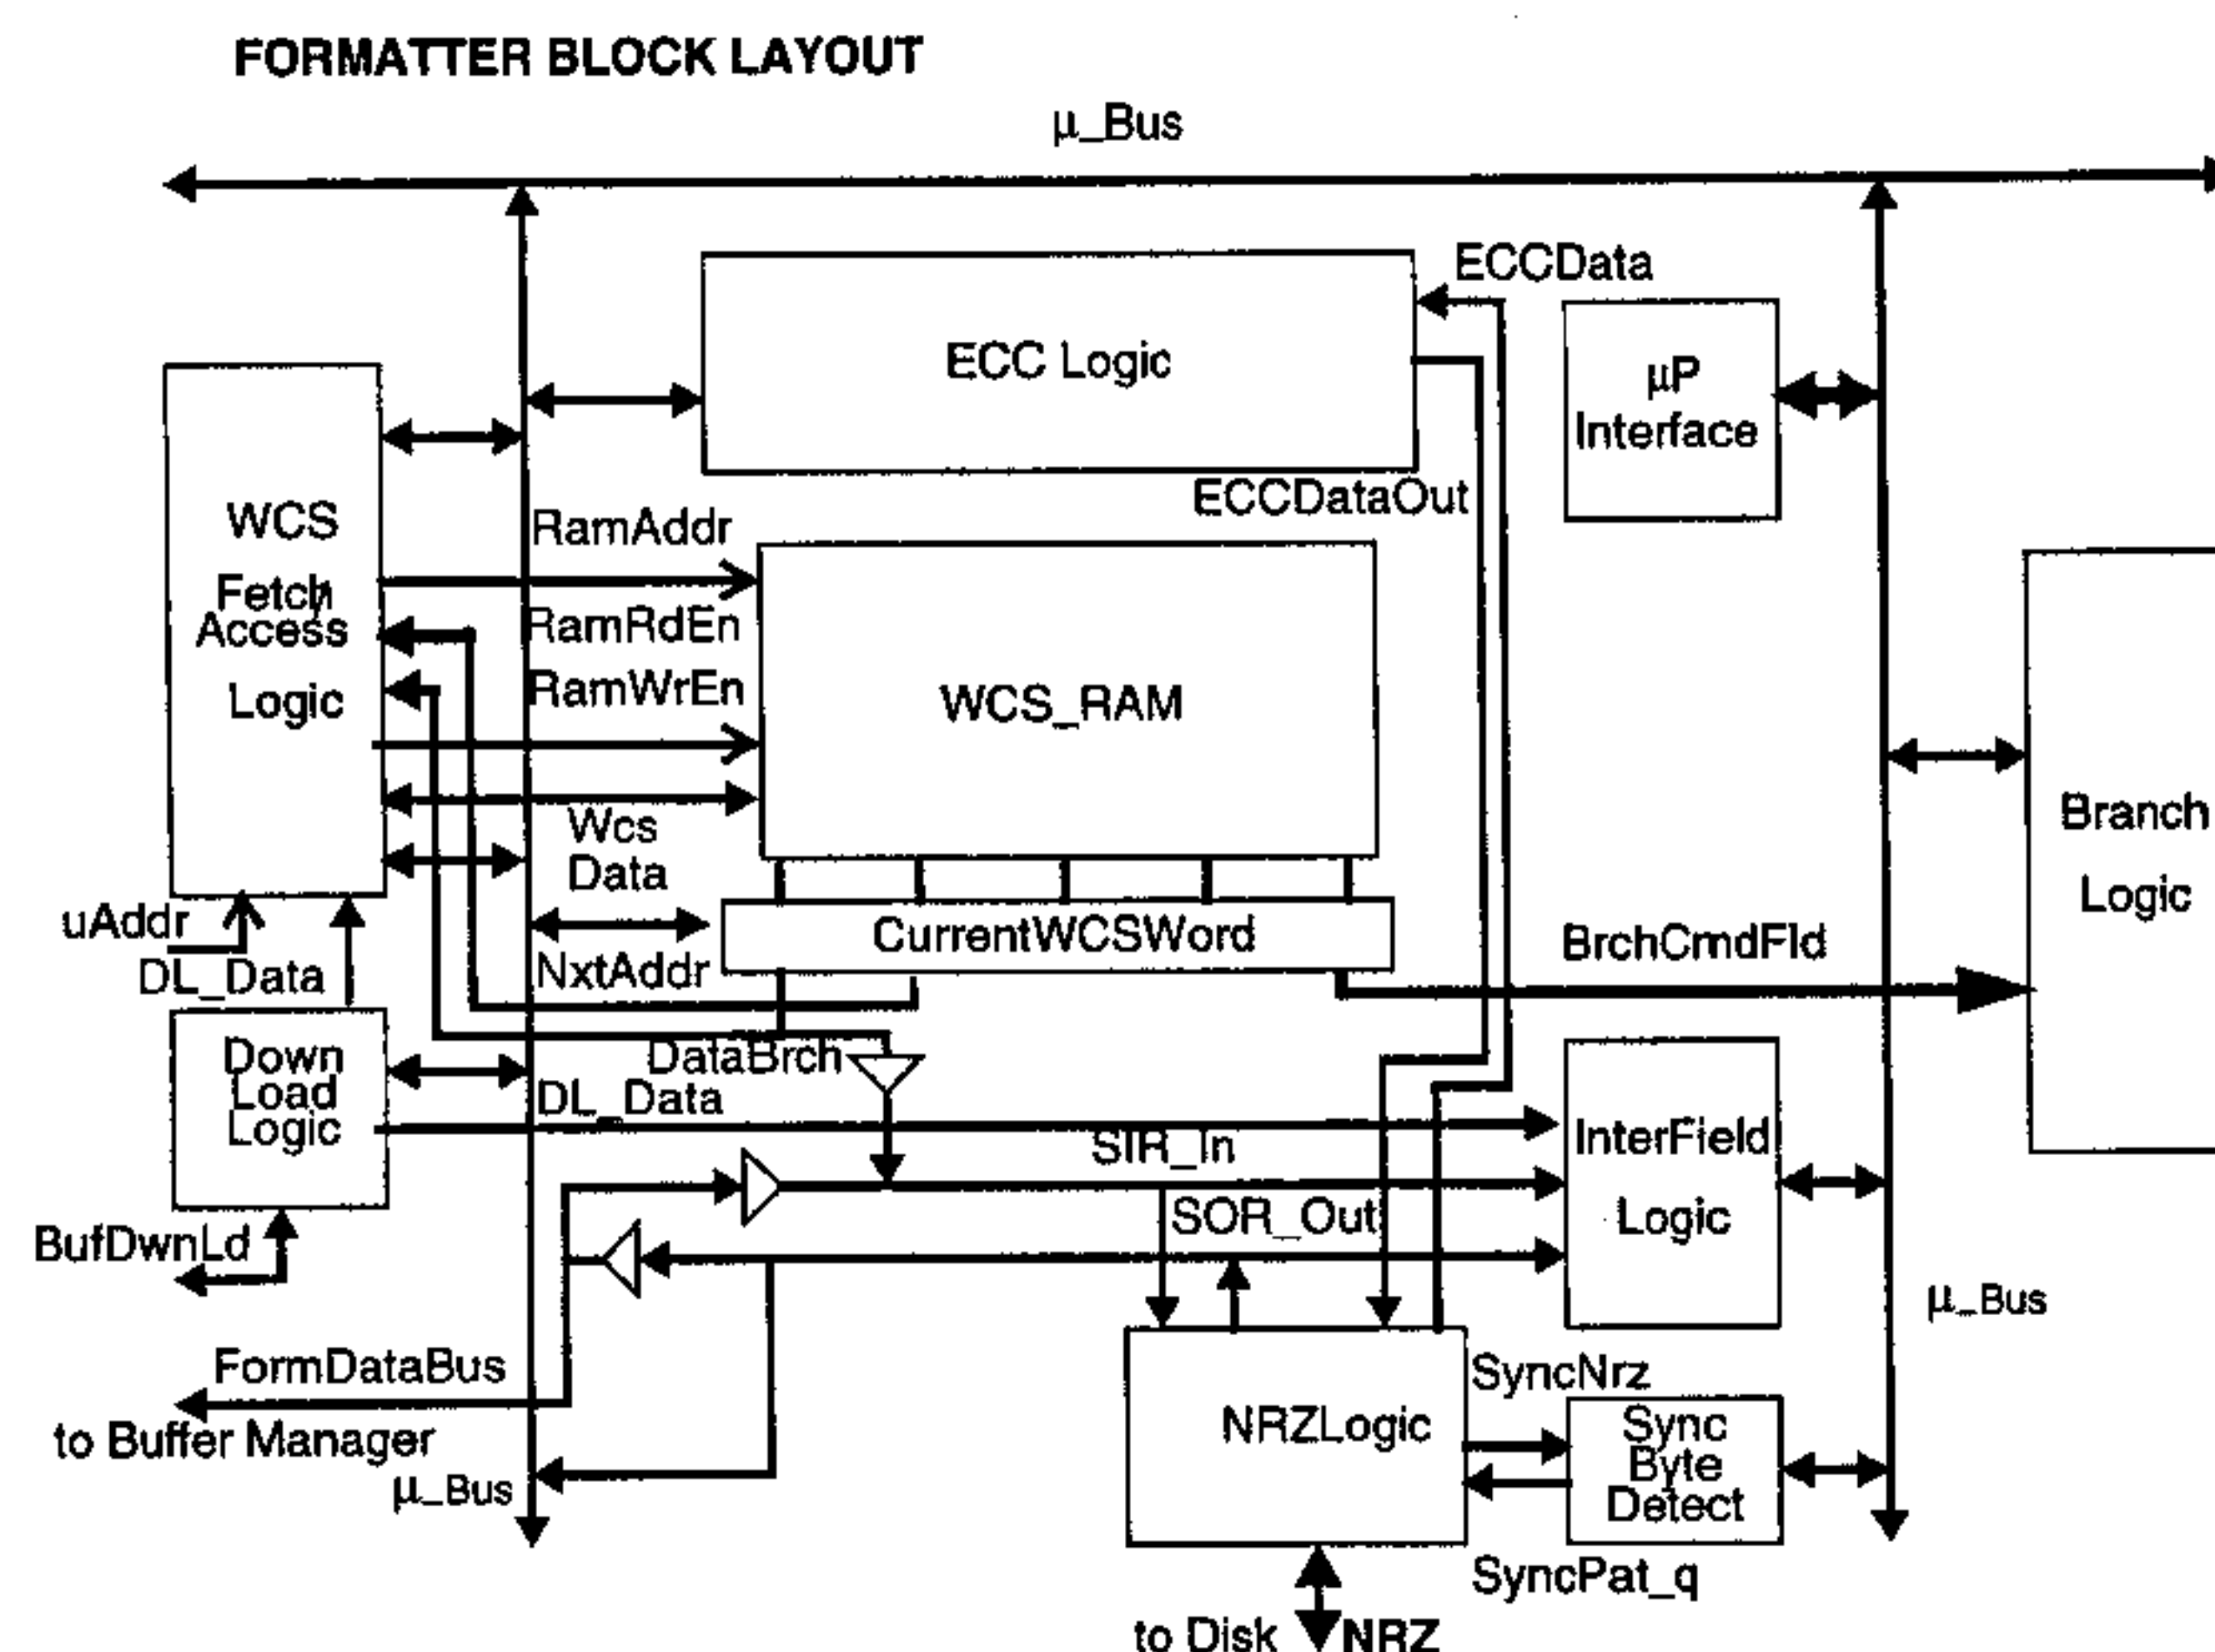 FORMATTER BLOCK LAYOUT
µ_Bus
ECCData
ECC Logic
µP
Interface
ECCDataOut
WCS
Fetch
Access
Logic
RamAddr
RamRdEn
RamWrEn
WCS_RAM
Wcs
Data
Branch
Logic
uAddr
DL_Data
NxtAddr
CurrentWCSWord
BrchCmdFld
Down
Load
Logic
DataBrch
DL_Data
SIR_In
InterField
Logic
SOR_Out
BufDwnLd
µ_Bus
FormDataBus
to Buffer Manager
µ_Bus
NRZLogic
SyncNrz
Sync
Byte
Detect
SyncPat_q
to Disk NRZ